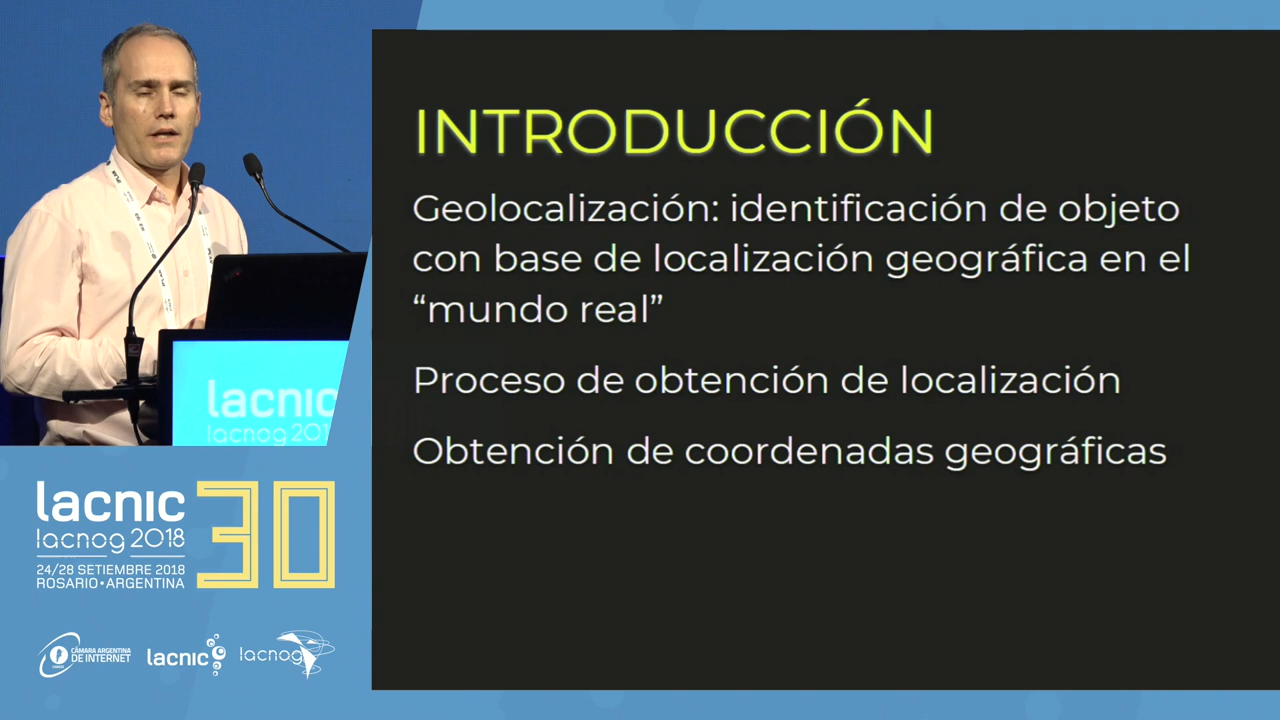 INTRODUCCIÓN
Geolocalización: identificación de objeto
con base de localización geográfica en el
“mundo real”
Proceso de obtención de localización
Obtención de coordenadas geográficas
lacnic
lacnog 201
lacnic 30
lacnog 2018
24/28 SETIEMBRE 2018
ROSARIO•ARGENTINA
CÁMARA ARGENTINA
DE INTERNET
lacnic
lacnog